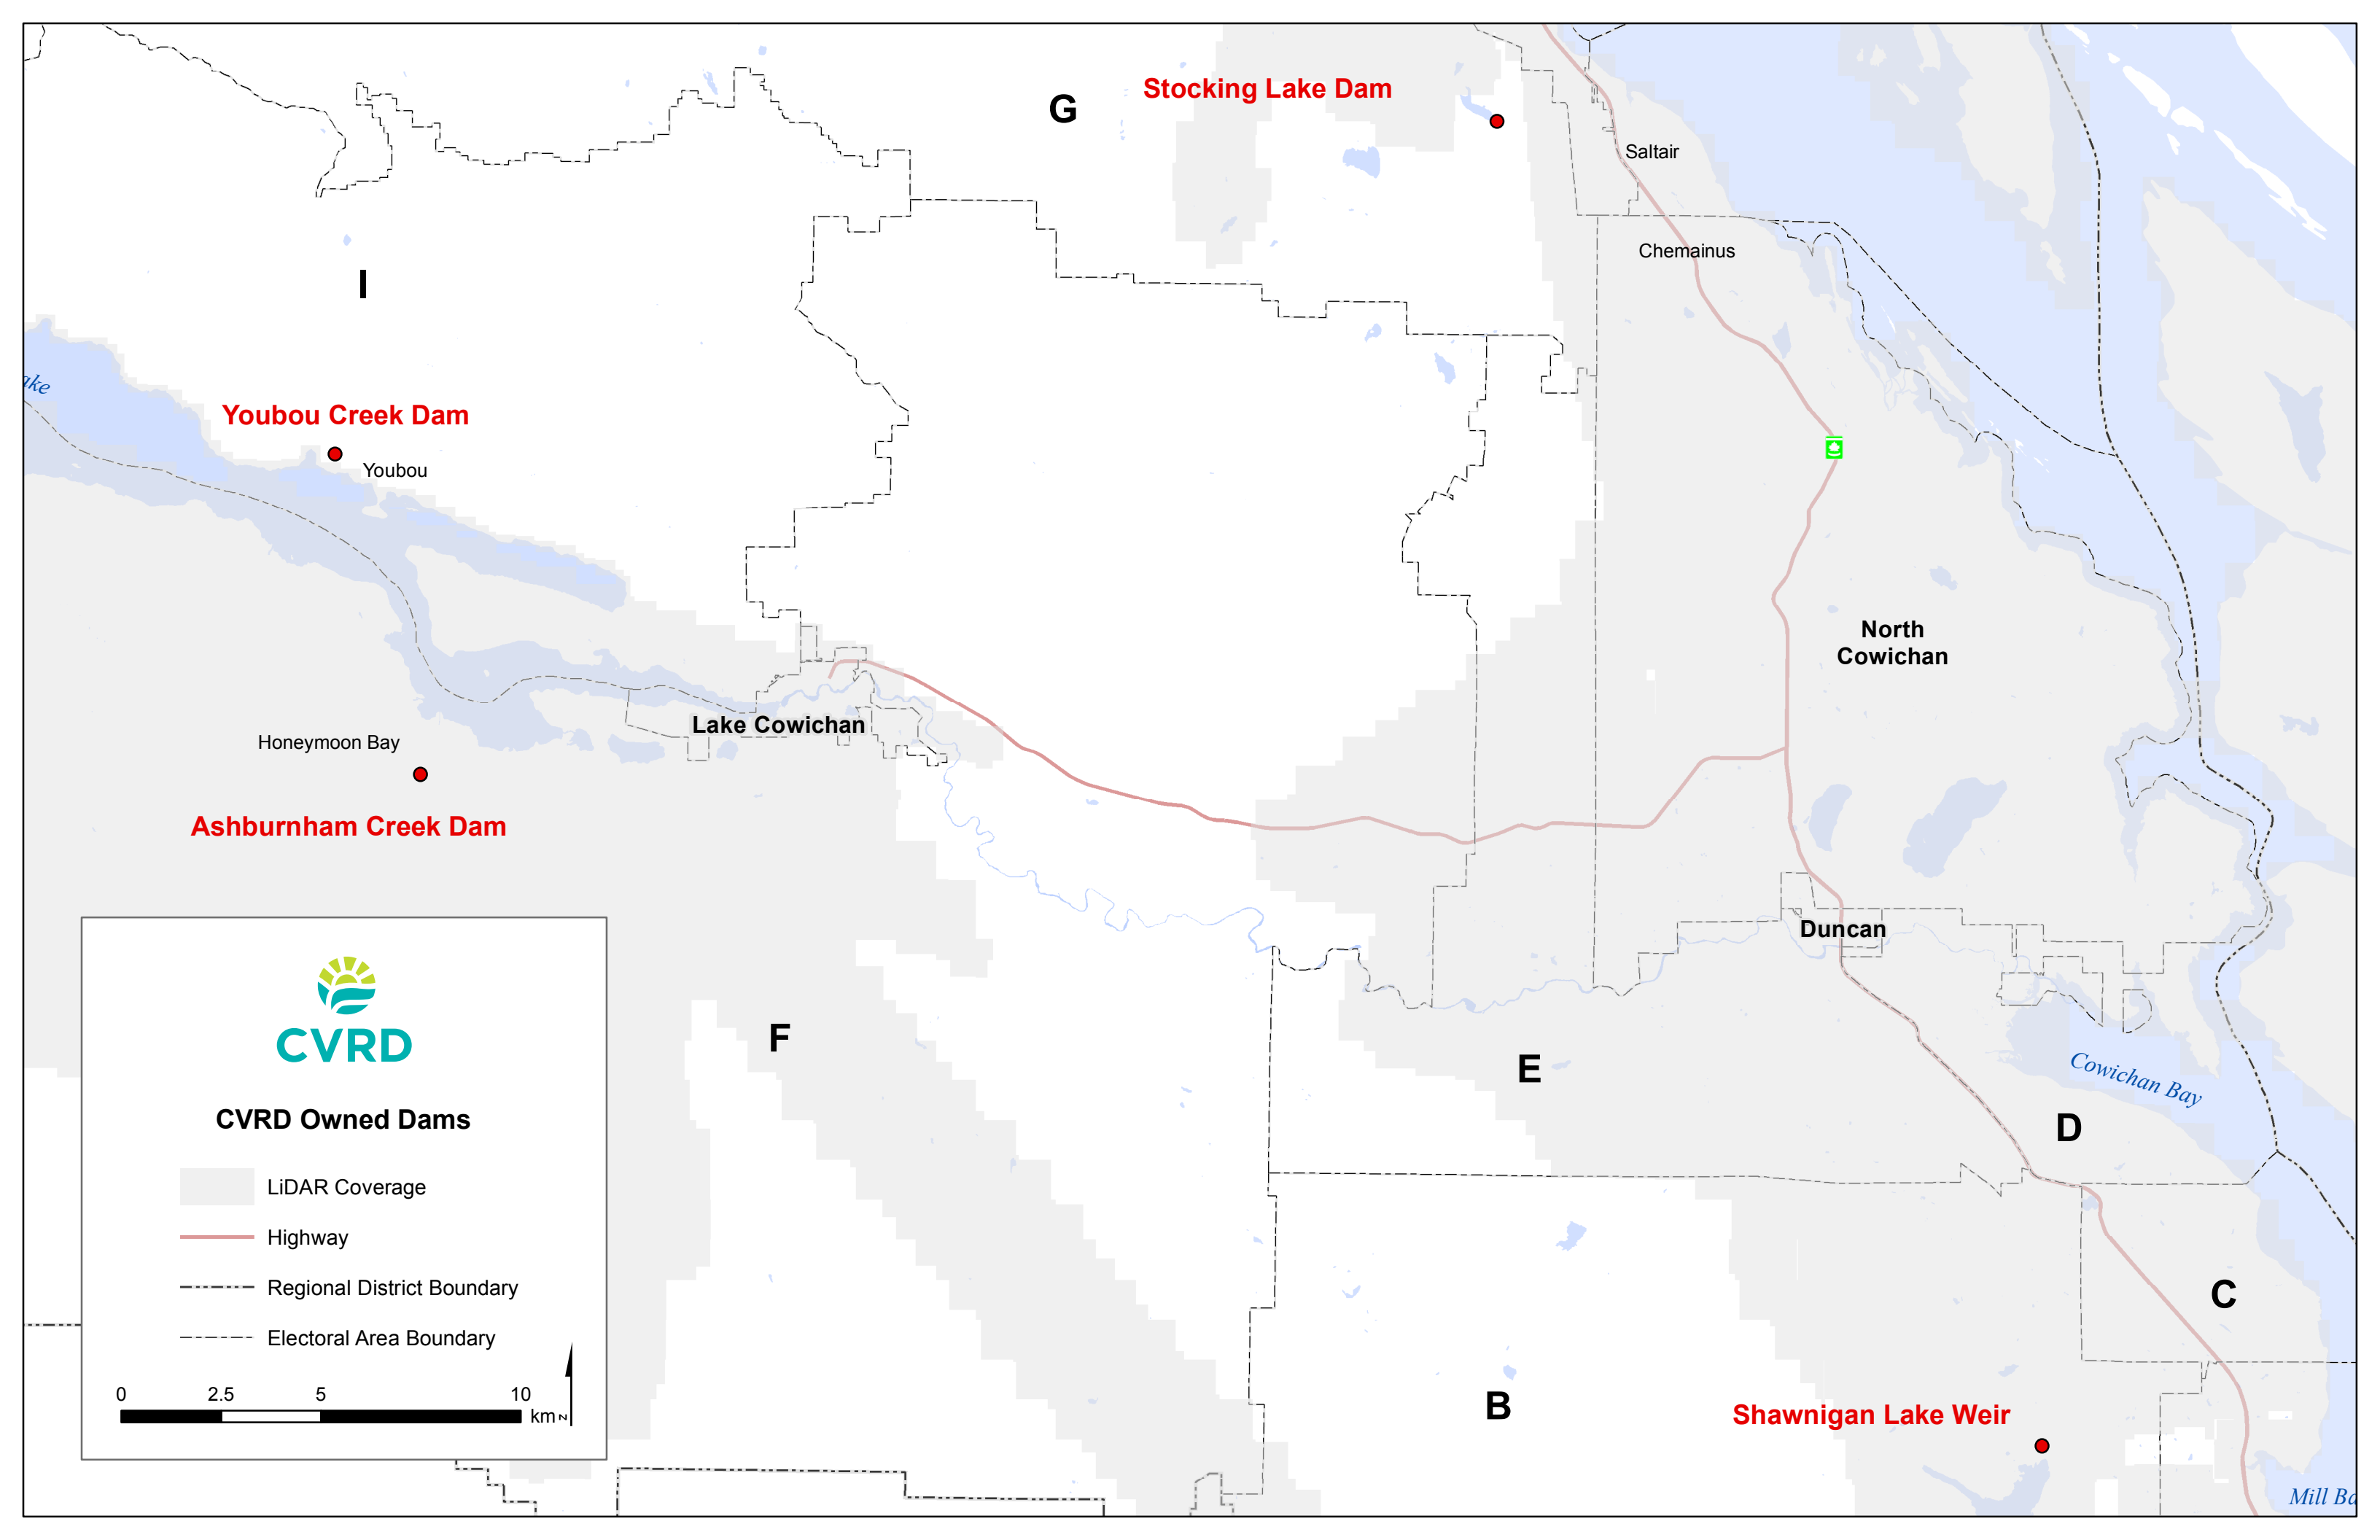 G
Stocking Lake Dam
Saltair
Chemainus
I
ake
Youbou Creek Dam
Youbou
North
Cowichan
Lake Cowichan
Honeymoon Bay
Ashburnham Creek Dam
Duncan
F
E
Cowichan Bay
D
C
B
Shawnigan Lake Weir
Mill Ba
CVRD
CVRD Owned Dams
LiDAR Coverage
Highway
Regional District Boundary
Electoral Area Boundary
0 2.5 5 10
km
N